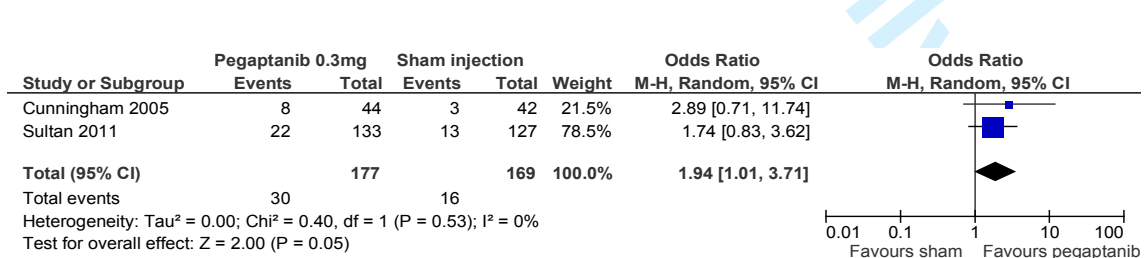 Pegaptanib 0.3mg Sham injection Odds Ratio Odds Ratio
Study or Subgroup Events Total Events Total Weight M-H, Random, 95% CI M-H, Random, 95% CI
Cunningham 2005 8 44 3 42 21.5% 2.89 [0.71, 11.74]
Sultan 2011 22 133 13 127 78.5% 1.74 [0.83, 3.62]
Total (95% CI) 177 169 100.0% 1.94 [1.01, 3.71]
Total events 30 16
Heterogeneity: Tau² = 0.00; Chi² = 0.40, df = 1 (P = 0.53); I² = 0%
Test for overall effect: Z = 2.00 (P = 0.05)
0.01 0.1 1 10 100
Favours sham Favours pegaptanib